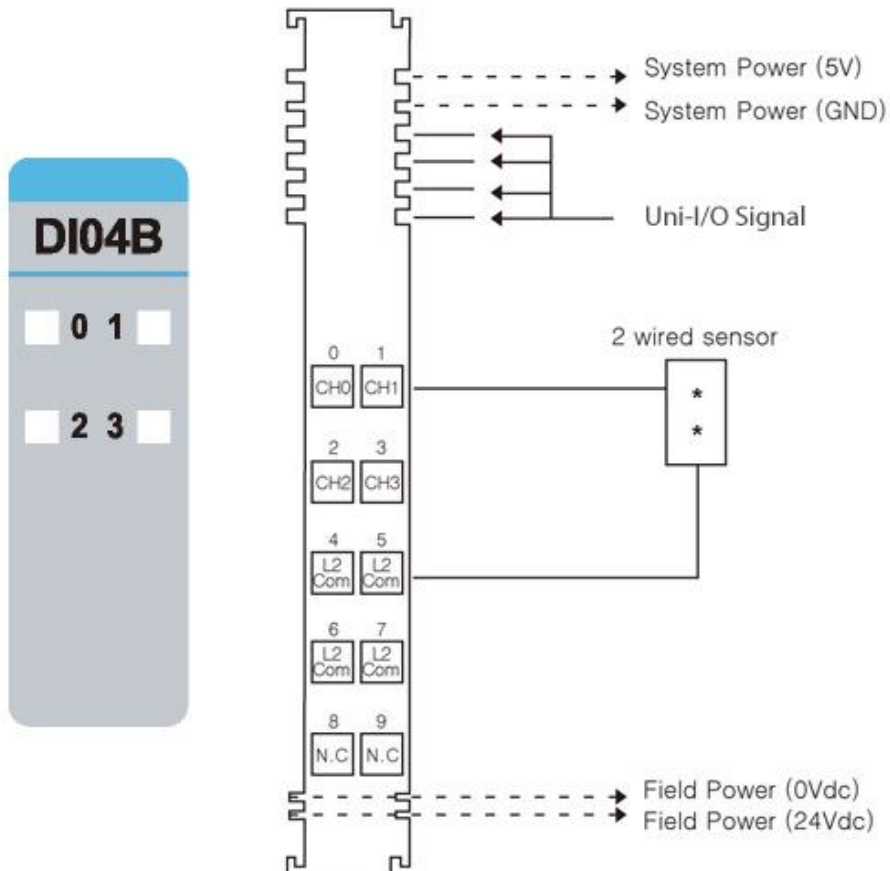 DI04B
0 1
2 3
System Power (5V)
System Power (GND)
Uni-I/O Signal
2 wired sensor
* 
*
0 1
CH0 CH1
2 3
CH2 CH3
4 5
L2 Com L2 Com
6 7
L2 Com L2 Com
8 9
N.C N.C
Field Power (0Vdc)
Field Power (24Vdc)